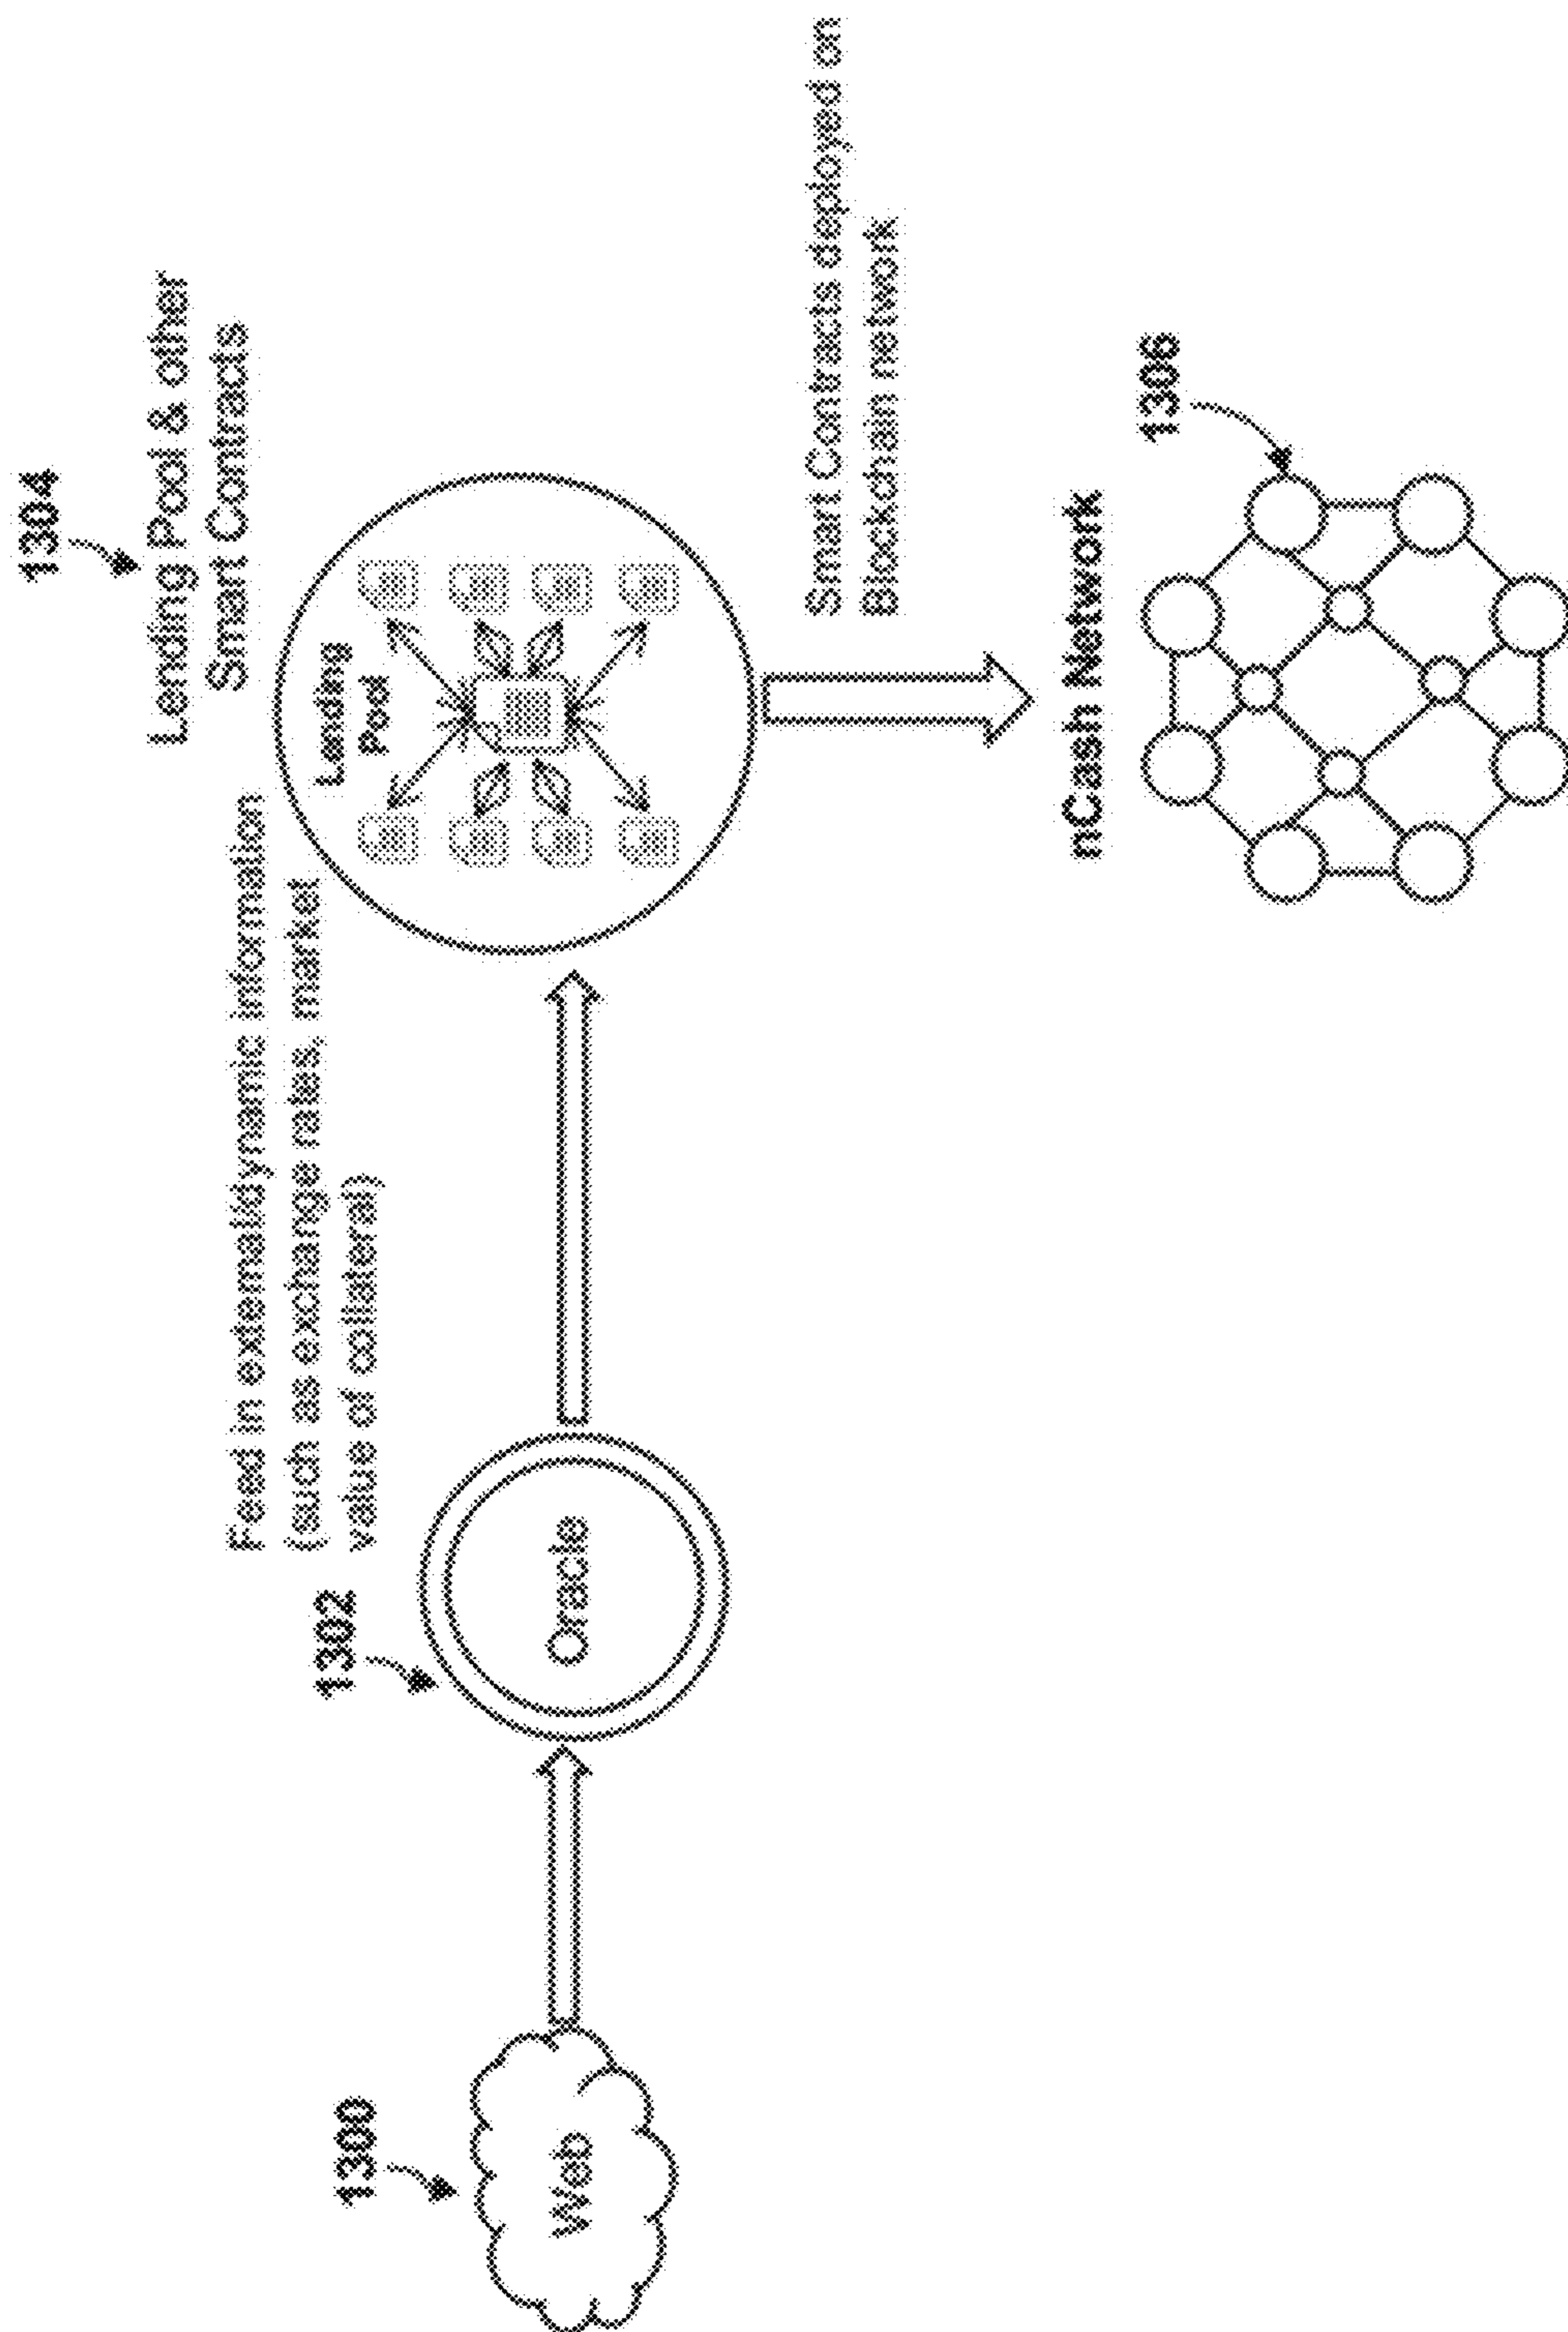 1300
Web
1302
Oracle
Feed in external/dynamic information
(such as exchange rates, market
value of collateral)
1304
Lending Pool & other
Smart Contracts
Lending
Pool
Smart Contracts deployed on
Blockchain network
nCash Network
1306